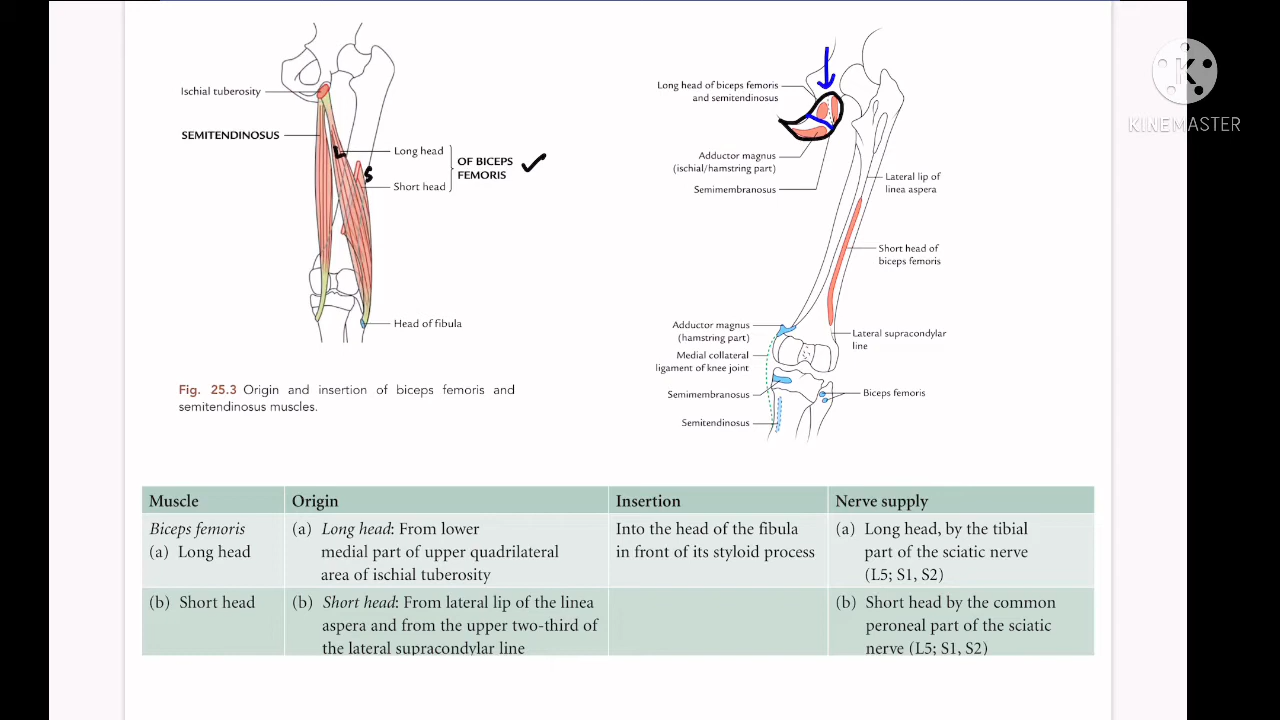 Ischial tuberosity
SEMITENDINOSUS
Long head
Short head
OF BICEPS
FEMORIS
L
S
Head of fibula
Fig. 25.3 Origin and insertion of biceps femoris and
semitendinosus muscles.
Long head of biceps femoris
and semitendinosus
Adductor magnus
(ischial/hamstring part)
Semimembranosus
Lateral lip of
linea aspera
Short head of
biceps femoris
Adductor magnus
(hamstring part)
Medial collateral
ligament of knee joint
Semimembranosus
Semitendinosus
Lateral supracondylar
line
Biceps femoris
K
KINEMASTER
Muscle Origin Insertion Nerve supply
Biceps femoris
(a) Long head
(a) Long head: From lower
medial part of upper quadrilateral
area of ischial tuberosity
Into the head of the fibula
in front of its styloid process
(a) Long head, by the tibial
part of the sciatic nerve
(L5; S1, S2)
(b) Short head
(b) Short head: From lateral lip of the linea
aspera and from the upper two-third of
the lateral supracondylar line
(b) Short head by the common
peroneal part of the sciatic
nerve (L5; S1, S2)